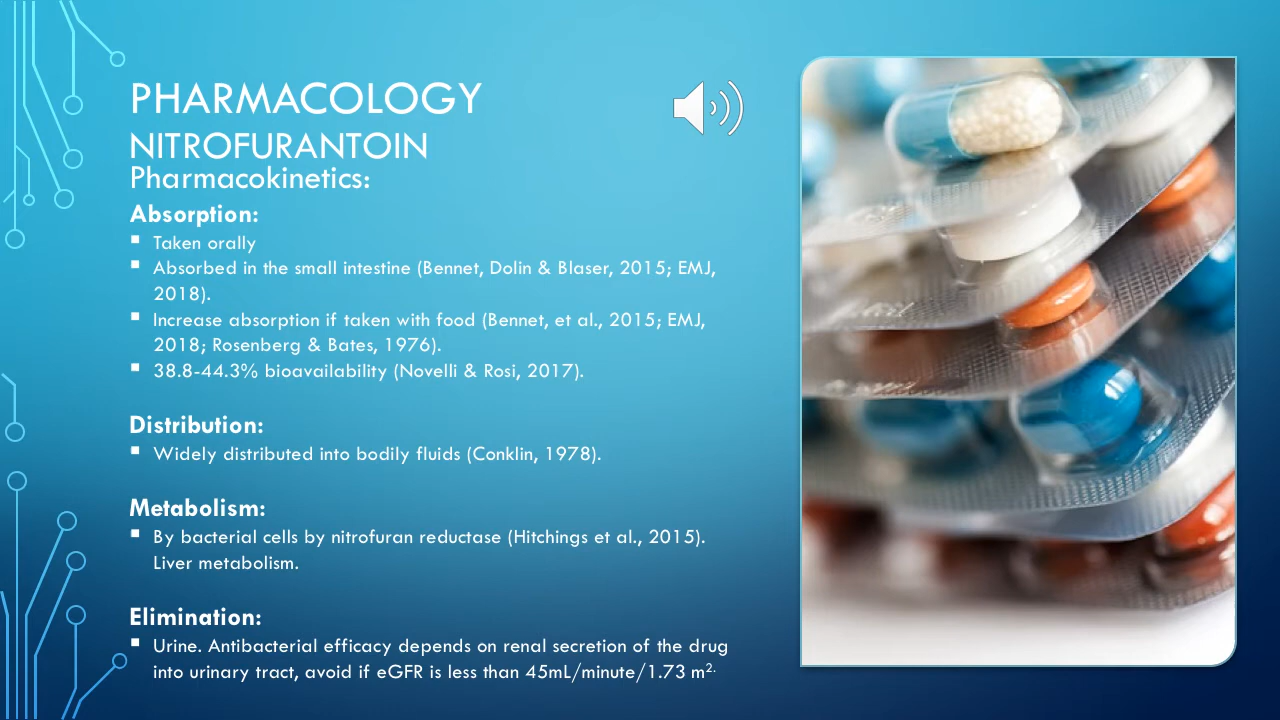 PHARMACOLOGY
NITROFURANTOIN
Pharmacokinetics:
Absorption:
▪ Taken orally
▪ Absorbed in the small intestine (Bennet, Dolin & Blaser, 2015; EMJ,
2018).
▪ Increase absorption if taken with food (Bennet, et al., 2015; EMJ,
2018; Rosenberg & Bates, 1976).
▪ 38.8-44.3% bioavailability (Novelli & Rosi, 2017).
Distribution:
▪ Widely distributed into bodily fluids (Conklin, 1978).
Metabolism:
▪ By bacterial cells by nitrofuran reductase (Hitchings et al., 2015).
Liver metabolism.
Elimination:
▪ Urine. Antibacterial efficacy depends on renal secretion of the drug
into urinary tract, avoid if eGFR is less than 45mL/minute/1.73 m².